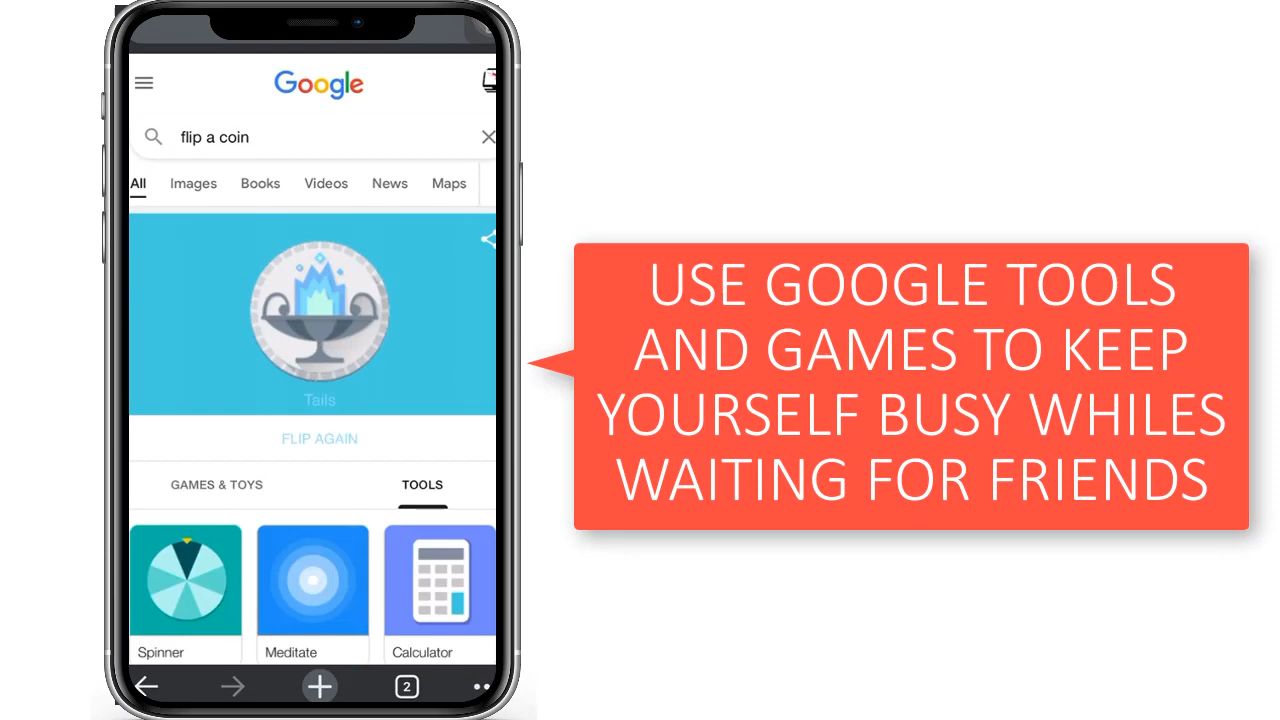 Google
flip a coin
All Images Books Videos News Maps
Tails
FLIP AGAIN
GAMES & TOYS TOOLS
Spinner Meditate Calculator
2
USE GOOGLE TOOLS
AND GAMES TO KEEP
YOURSELF BUSY WHILES
WAITING FOR FRIENDS